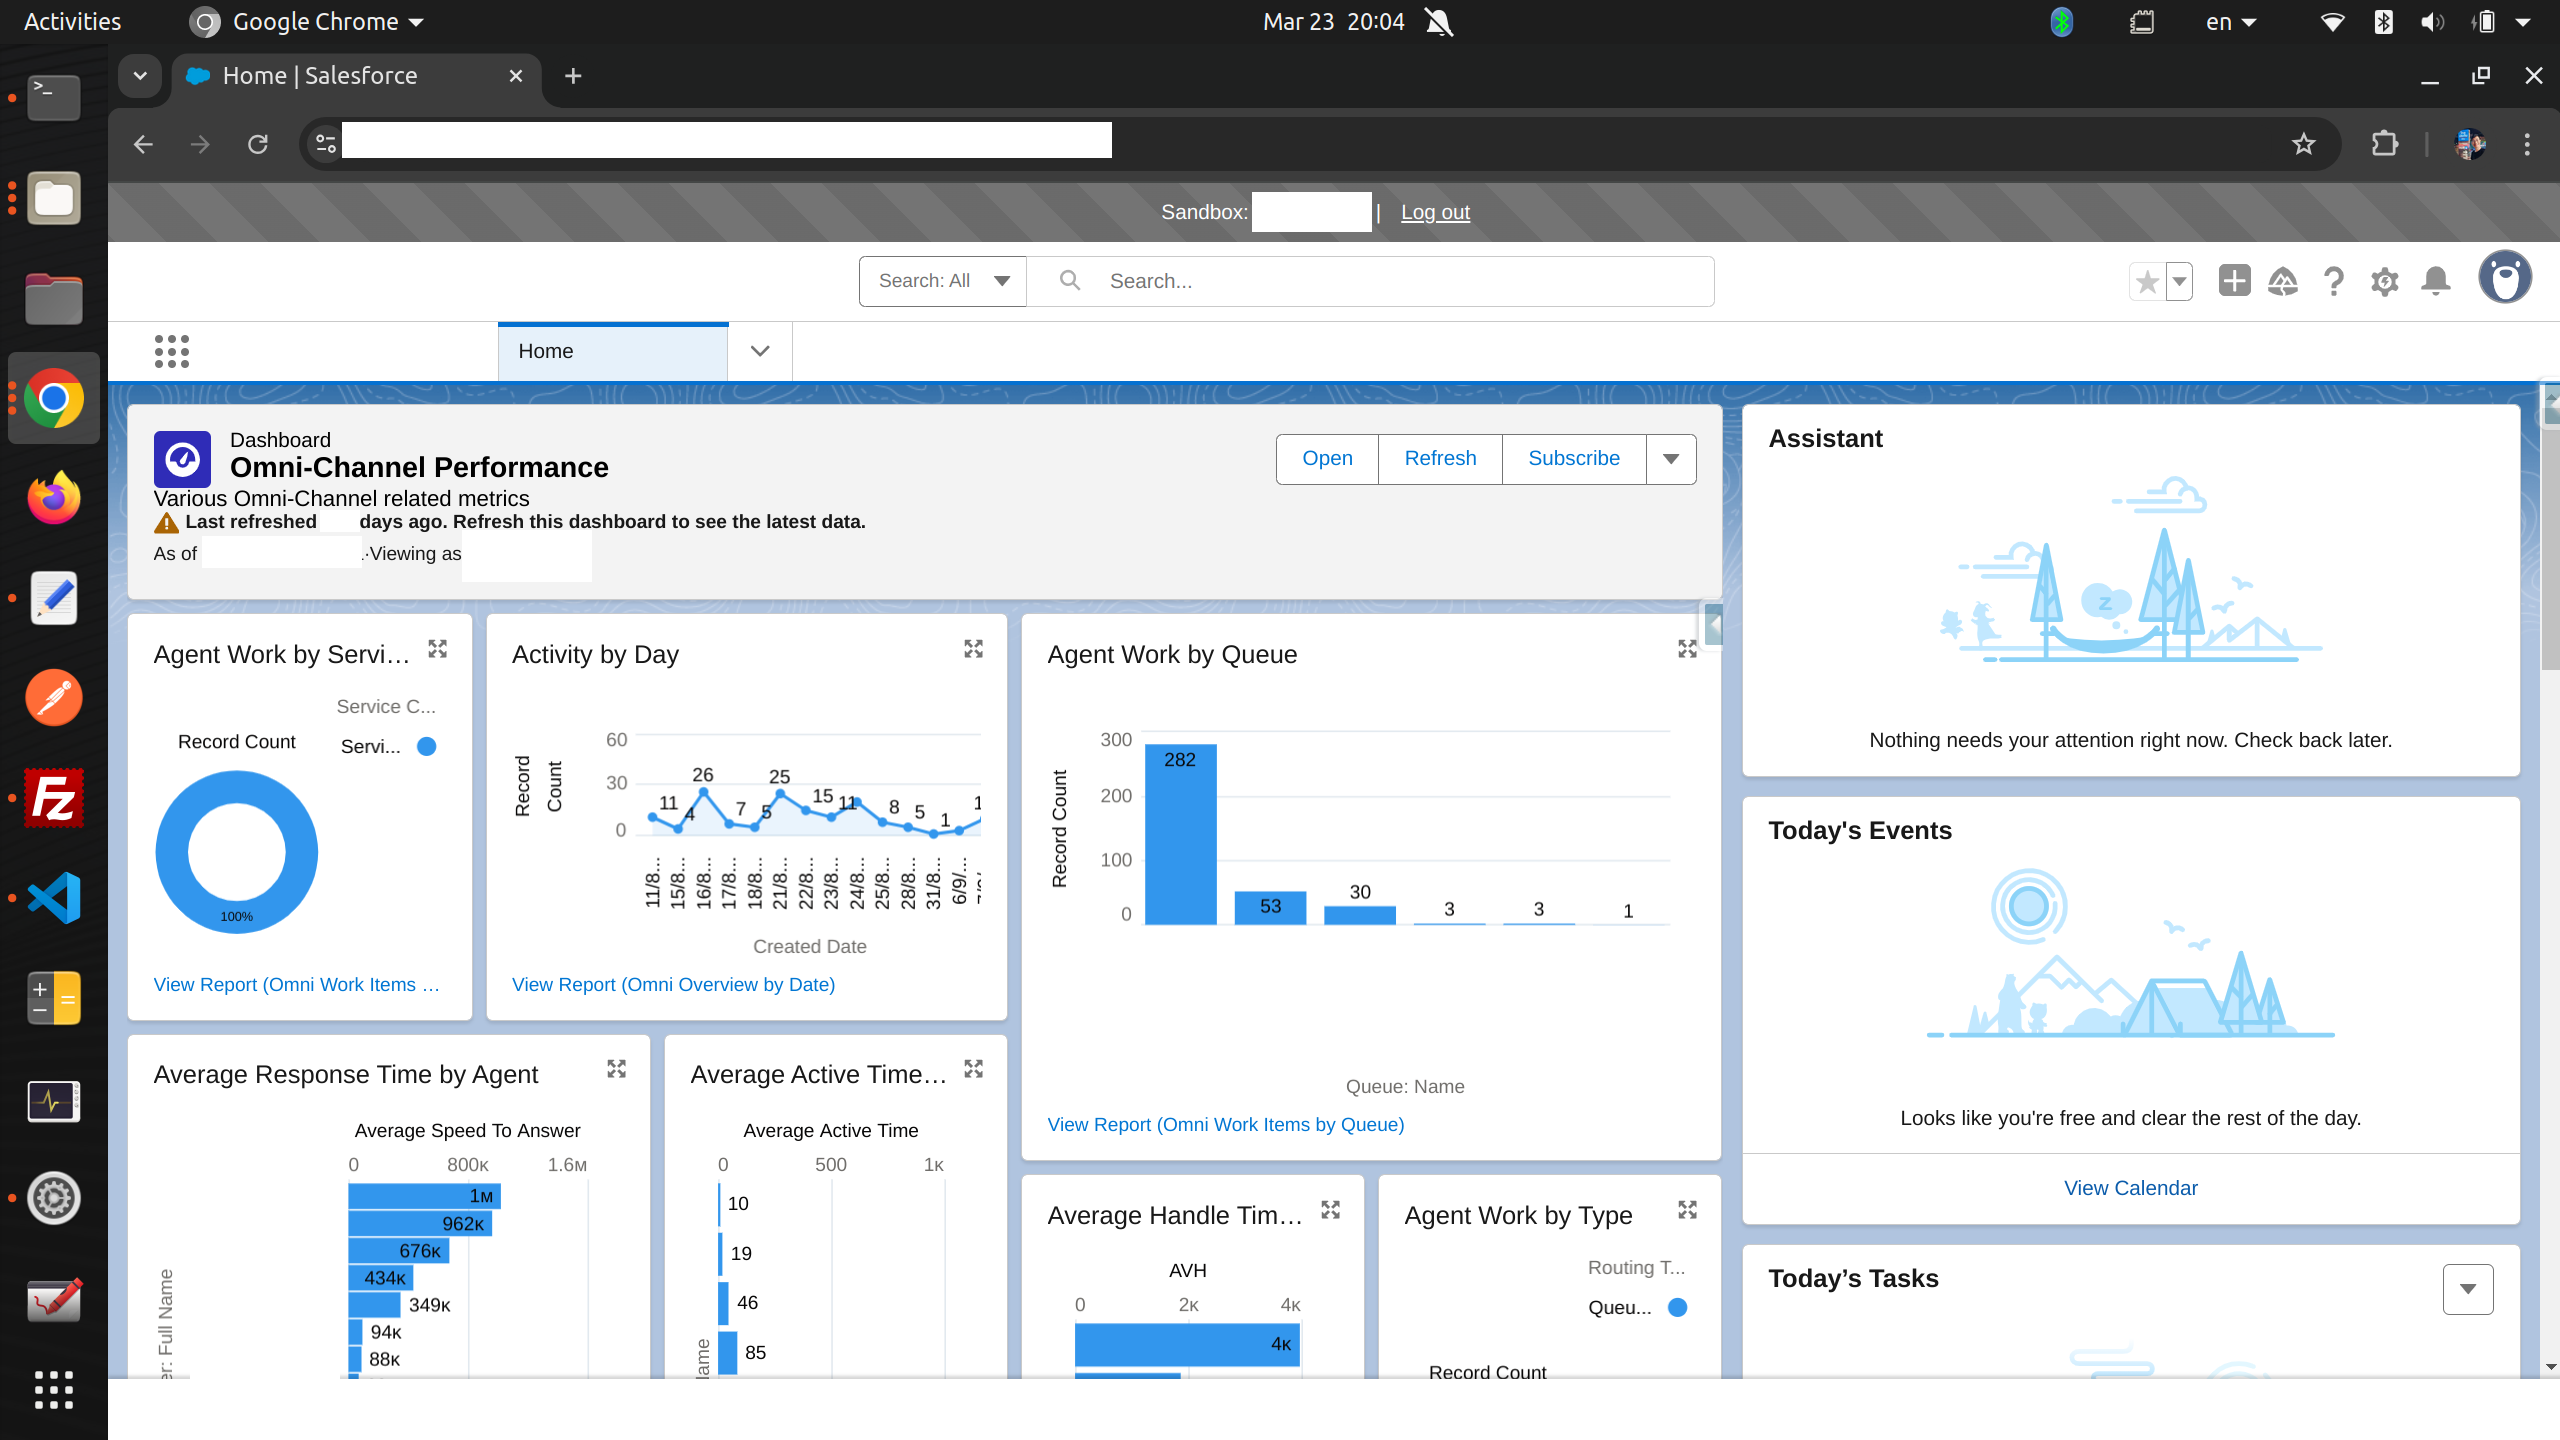 Activities
Google Chrome
Mar 23 20:04
en
Home | Salesforce
Sandbox: | Log out
Search: All
Search...
Home
Dashboard
Omni-Channel Performance
Various Omni-Channel related metrics
Last refreshed days ago. Refresh this dashboard to see the latest data.
As of ·Viewing as
Open
Refresh
Subscribe
Agent Work by Servi...
Service C...
Record Count
Servi...
100%
View Report (Omni Work Items ...
Activity by Day
Record
Count
60
30
0
11
4
26
7
5
25
15
11
8
5
1
11/8...
15/8...
16/8...
17/8...
18/8...
21/8...
22/8...
23/8...
24/8...
25/8...
28/8...
31/8...
6/9/...
Created Date
View Report (Omni Overview by Date)
Agent Work by Queue
Record Count
300
200
100
0
282
53
30
3
3
1
Queue: Name
View Report (Omni Work Items by Queue)
Average Response Time by Agent
Average Speed To Answer
0
800K
1.6M
1M
962K
676K
434K
349K
94K
88K
er: Full Name
Average Active Time...
Average Active Time
0
500
1K
10
19
46
85
Average Handle Tim...
AVH
0
2K
4K
4K
Agent Work by Type
Routing T...
Queu...
Record Count
Assistant
z
Nothing needs your attention right now. Check back later.
Today's Events
Looks like you're free and clear the rest of the day.
View Calendar
Today’s Tasks